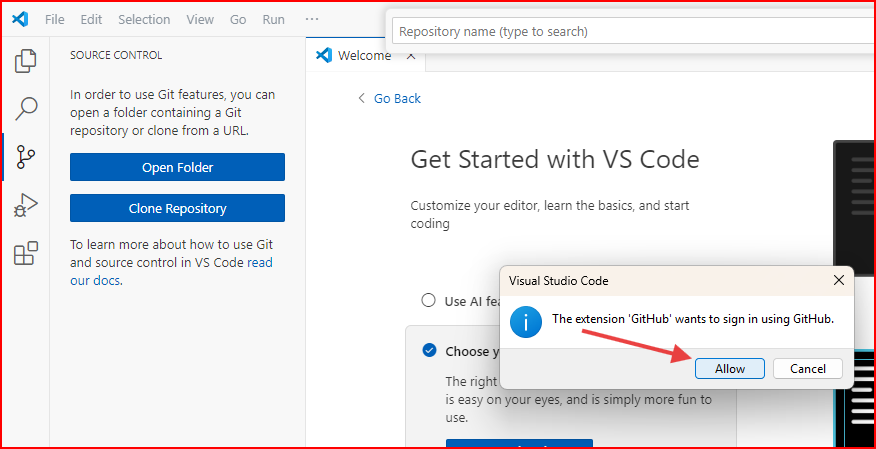 File Edit Selection View Go Run ···
Repository name (type to search)
SOURCE CONTROL
Welcome
In order to use Git features, you can
open a folder containing a Git
repository or clone from a URL.
Open Folder
Clone Repository
To learn more about how to use Git
and source control in VS Code read
our docs.
Go Back
Get Started with VS Code
Customize your editor, learn the basics, and start
coding
Use AI fea
Choose y
The right
is easy on your eyes, and is simply more fun to
use.
Visual Studio Code
The extension 'GitHub' wants to sign in using GitHub.
Allow Cancel